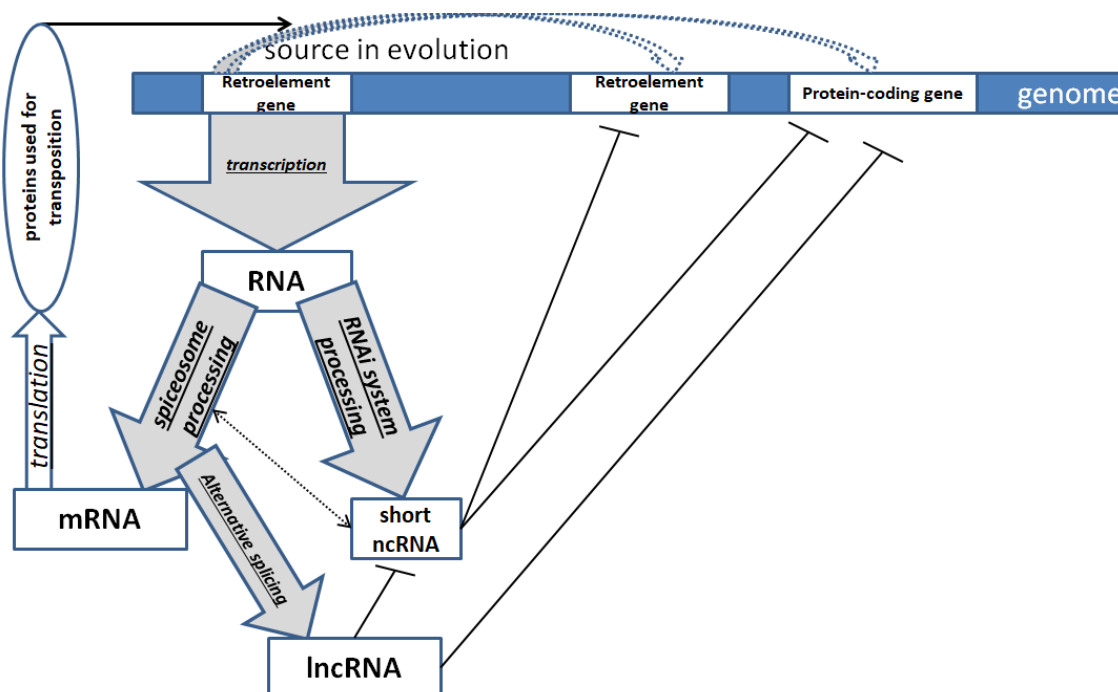 source in evolution
Retroelement
gene
Retroelement
gene
Protein-coding gene
genome
proteins used for
transposition
transcription
RNA
spiceosome
processing
RNAi system
processing
translation
mRNA
Alternative splicing
short
ncRNA
lncRNA